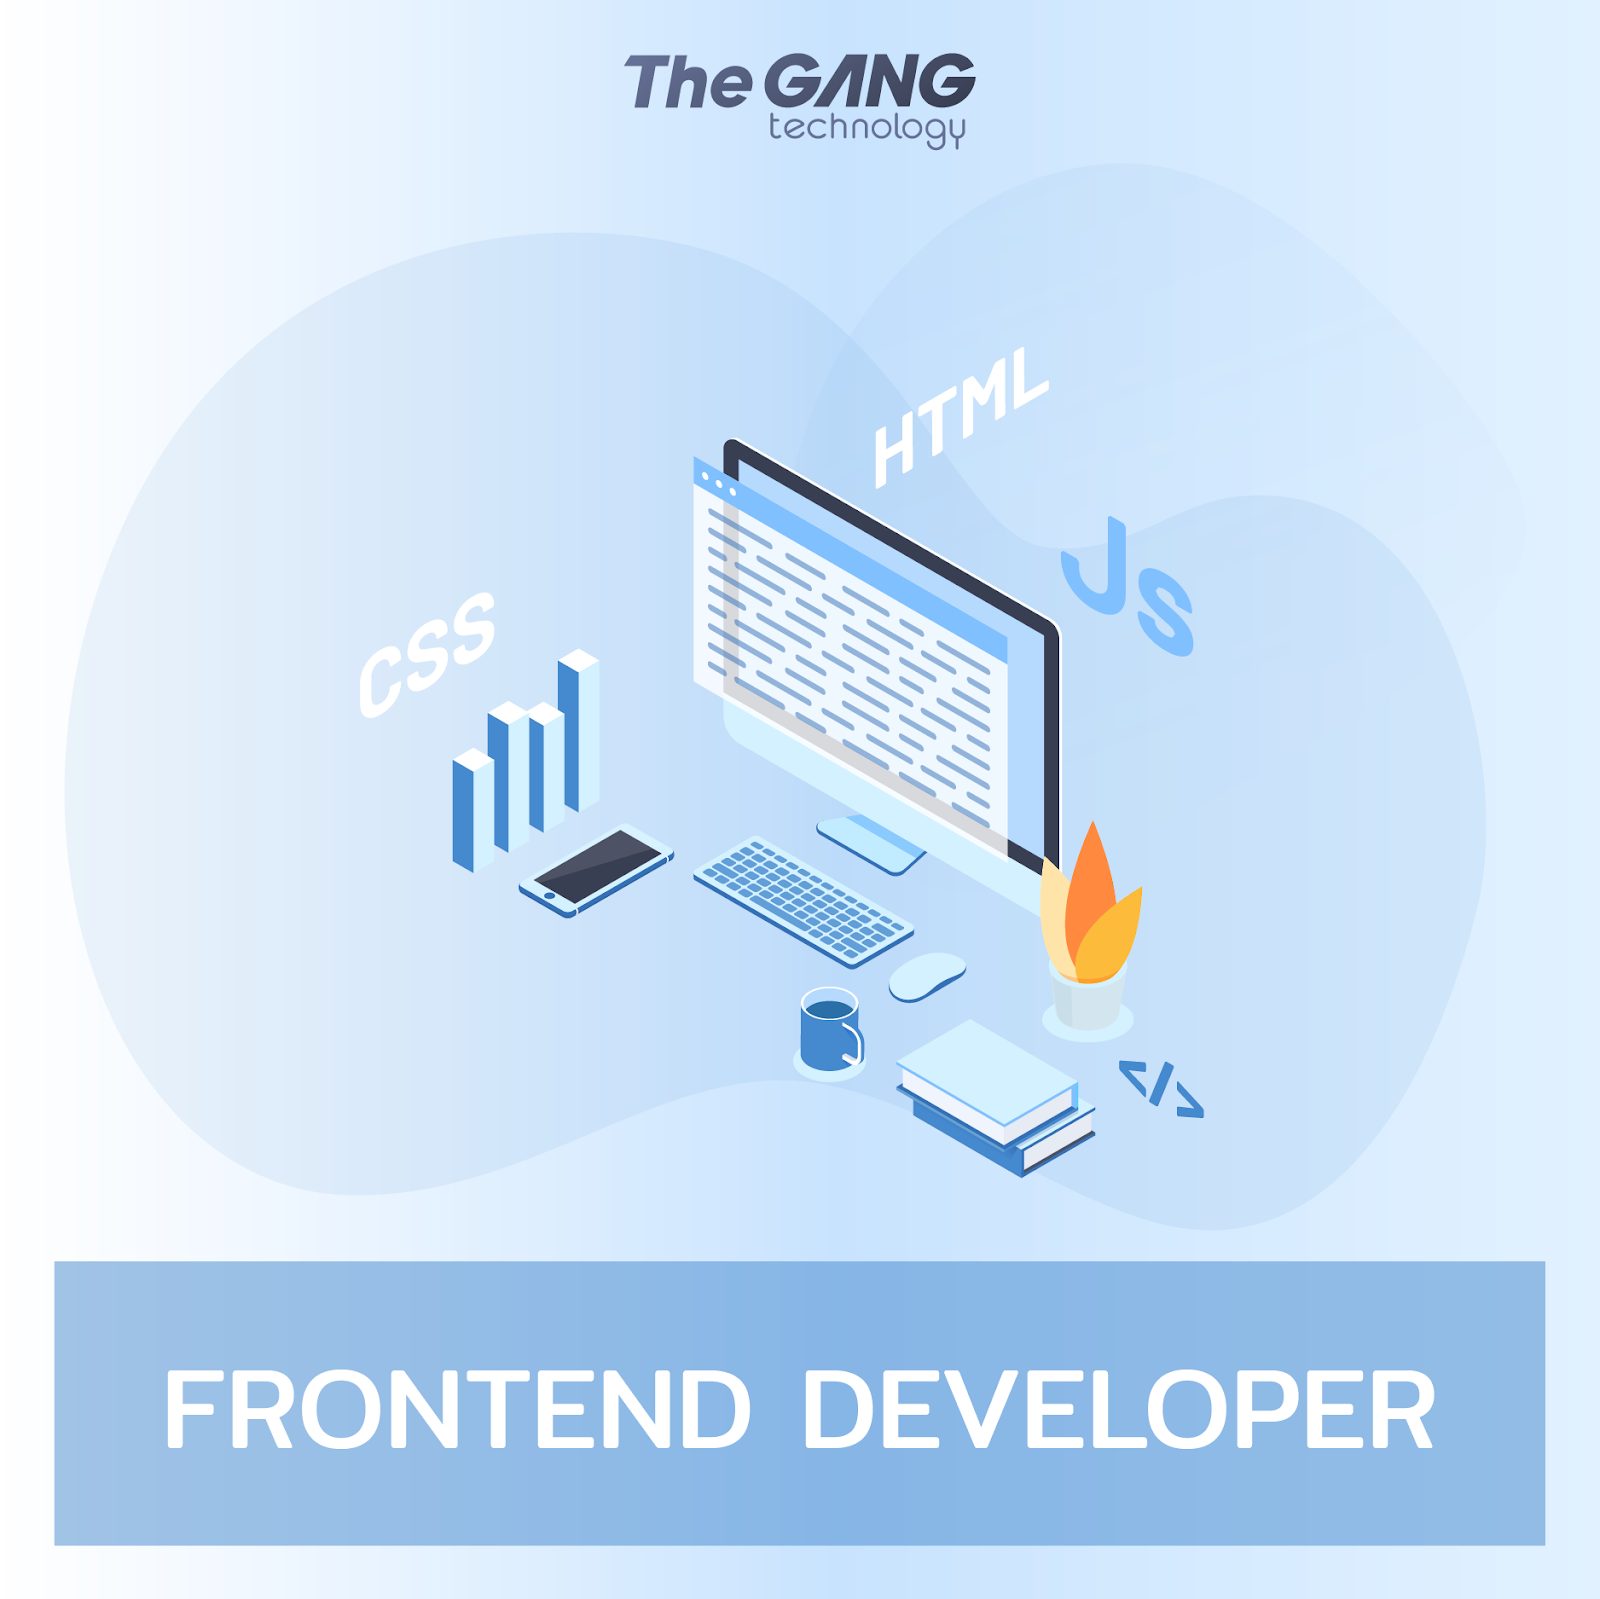 The GANG
technology
HTML
JS
CSS
</>
FRONTEND DEVELOPER